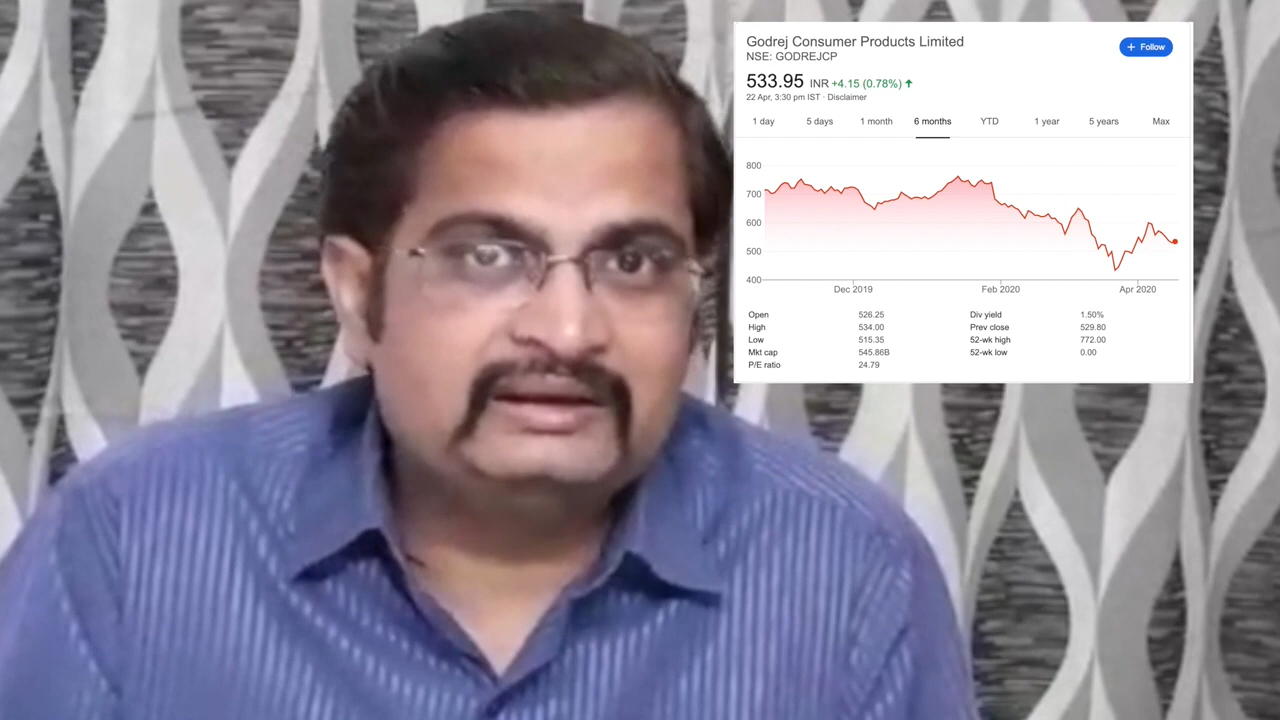 Godrej Consumer Products Limited
NSE: GODREJCP
+ Follow
533.95 INR +4.15 (0.78%) ↑
22 Apr, 3:30 pm IST · Disclaimer
1 day 5 days 1 month 6 months YTD 1 year 5 years Max
800
700
600
500
400
Dec 2019 Feb 2020 Apr 2020
Open 526.25 Div yield 1.50%
High 534.00 Prev close 529.80
Low 515.35 52-wk high 772.00
Mkt cap 545.86B 52-wk low 0.00
P/E ratio 24.79